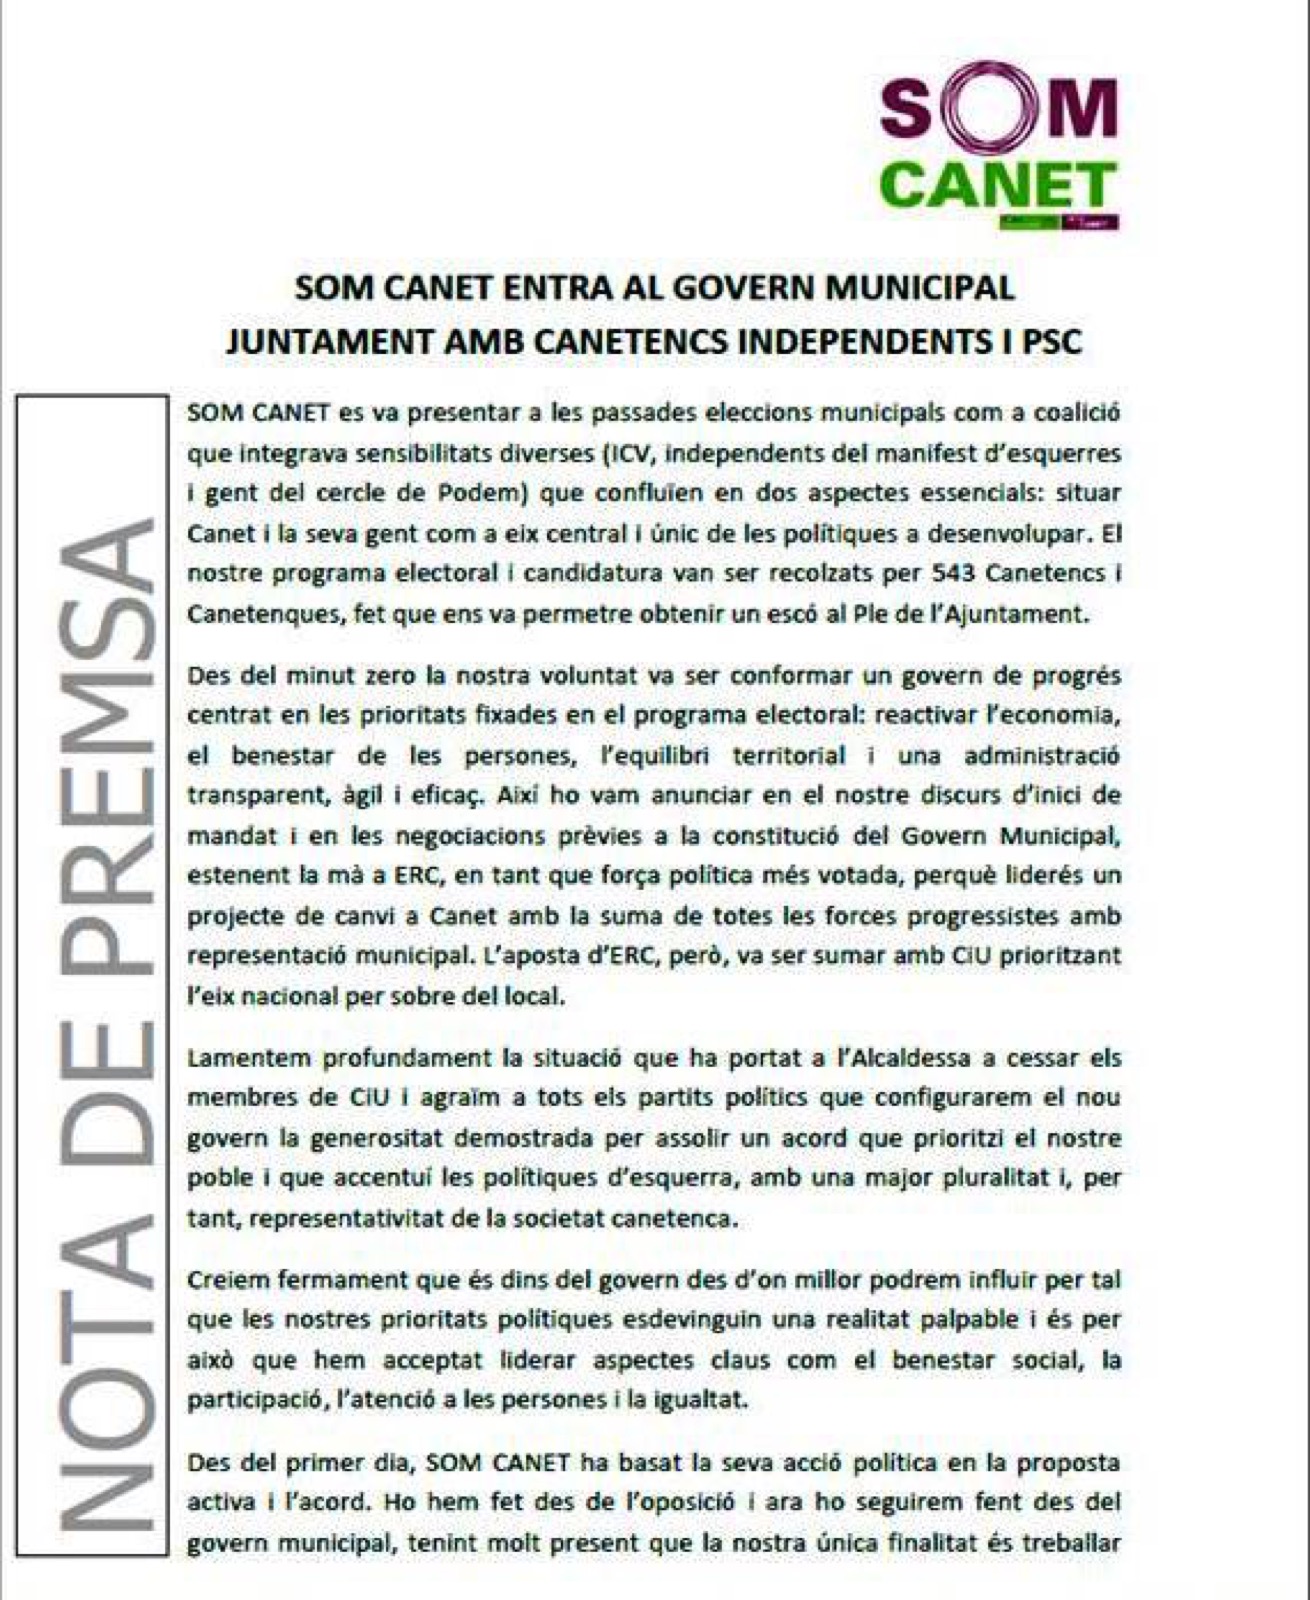 SOM
CANET
SOM CANET ENTRA AL GOVERN MUNICIPAL
JUNTAMENT AMB CANETENCS INDEPENDENTS I PSC
NOTA DE PREMSA
SOM CANET es va presentar a les passades eleccions municipals com a coalició
que integrava sensibilitats diverses (ICV, independents del manifest d'esquerres
i gent del cercle de Podem) que confluïen en dos aspectes essencials: situar
Canet i la seva gent com a eix central i únic de les polítiques a desenvolupar. El
nostre programa electoral i candidatura van ser recolzats per 543 Canetencs i
Canetenques, fet que ens va permetre obtenir un escó al Ple de l'Ajuntament.
Des del minut zero la nostra voluntat va ser conformar un govern de progrés
centrat en les prioritats fixades en el programa electoral: reactivar l'economia,
el benestar de les persones, l'equilibri territorial i una administració
transparent, àgil i eficaç. Així ho vam anunciar en el nostre discurs d'inici de
mandat i en les negociacions prèvies a la constitució del Govern Municipal,
estenent la mà a ERC, en tant que força política més votada, perquè liderés un
projecte de canvi a Canet amb la suma de totes les forces progressistes amb
representació municipal. L'aposta d'ERC, però, va ser sumar amb CiU prioritzant
l'eix nacional per sobre del local.
Lamentem profundament la situació que ha portat a l'Alcaldessa a cessar els
membres de CiU i agraïm a tots els partits polítics que configurarem el nou
govern la generositat demostrada per assolir un acord que prioritzi el nostre
poble i que accentuí les polítiques d'esquerra, amb una major pluralitat i, per
tant, representativitat de la societat canetenca.
Creiem fermament que és dins del govern des d'on millor podrem influir per tal
que les nostres prioritats polítiques esdevinguin una realitat palpable i és per
això que hem acceptat liderar aspectes claus com el benestar social, la
participació, l'atenció a les persones i la igualtat.
Des del primer dia, SOM CANET ha basat la seva acció política en la proposta
activa i l'acord. Ho hem fet des de l'oposició i ara ho seguirem fent des del
govern municipal, tenint molt present que la nostra única finalitat és treballar